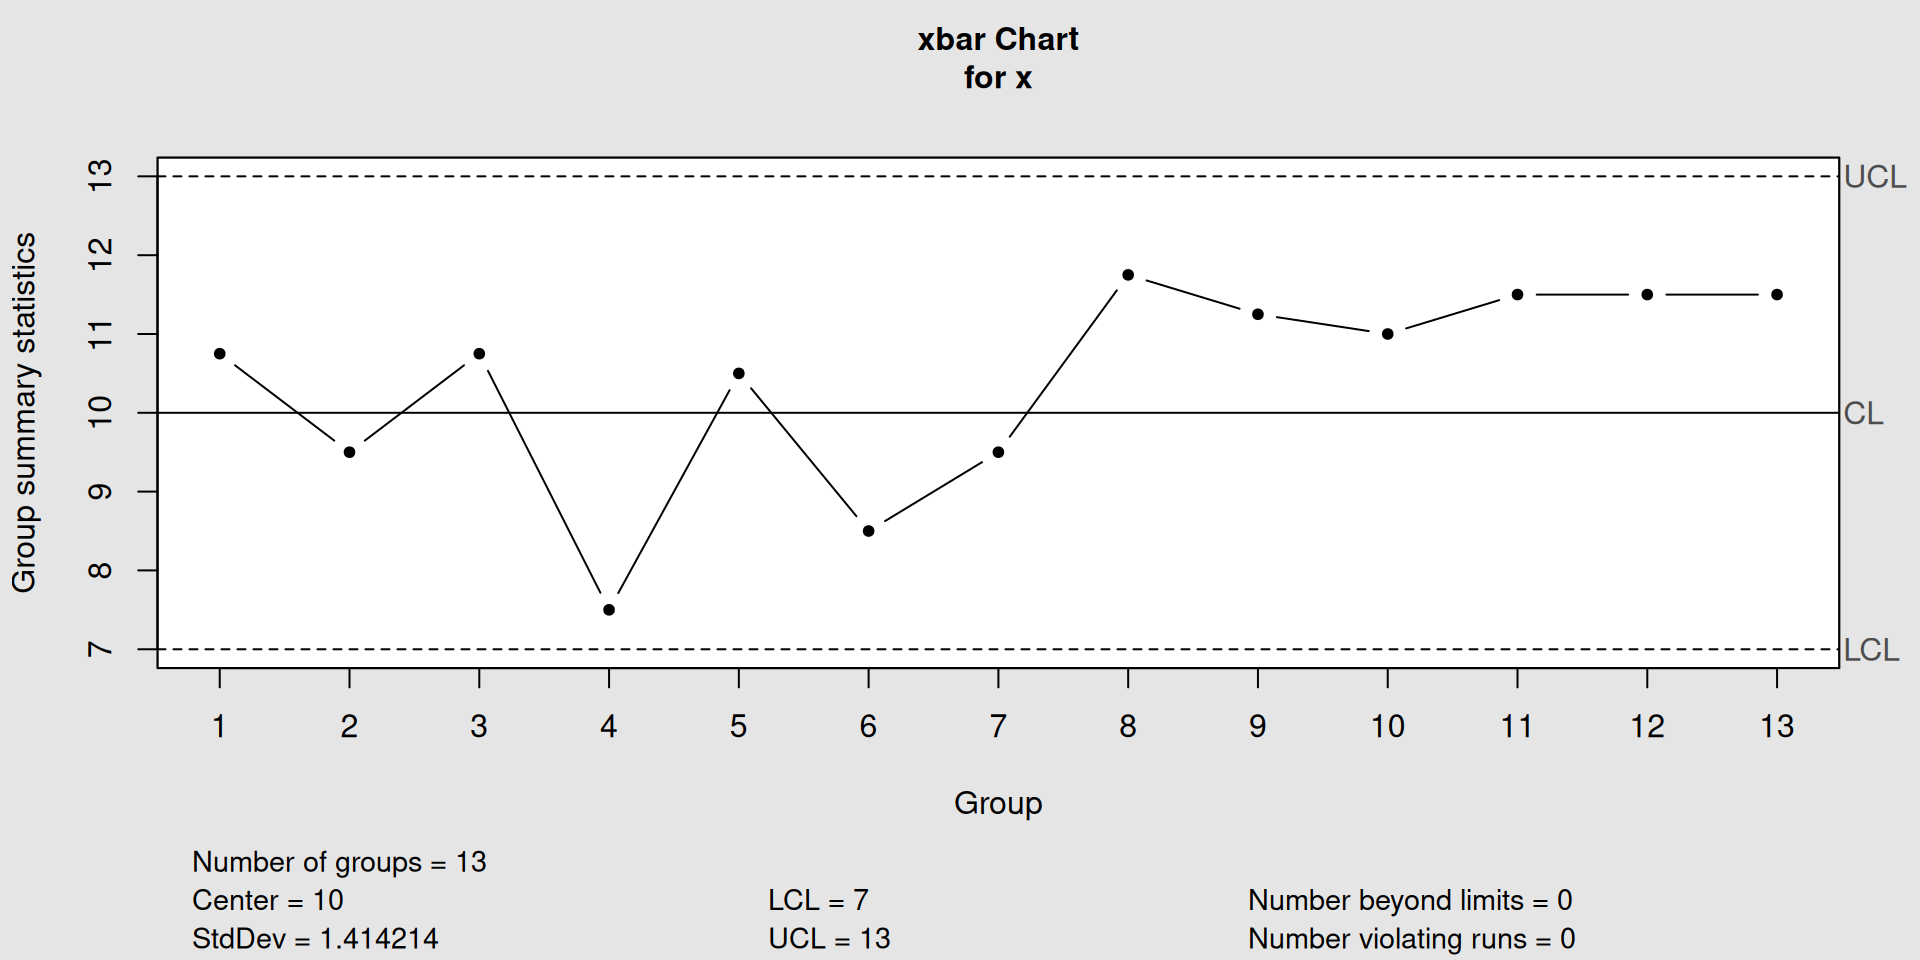 xbar Chart
for x
Group summary statistics
13
12
11
10
9
8
7
UCL
CL
LCL
1 2 3 4 5 6 7 8 9 10 11 12 13
Group
Number of groups = 13
Center = 10 LCL = 7 Number beyond limits = 0
StdDev = 1.414214 UCL = 13 Number violating runs = 0